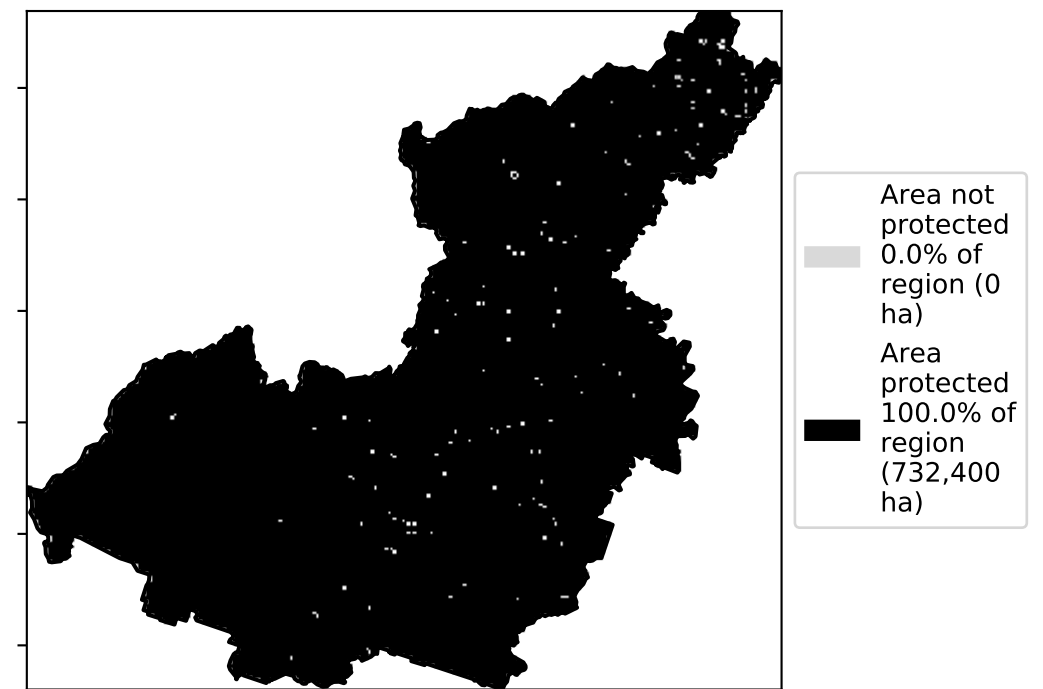 Area not
protected
0.0% of
region (0
ha)
Area
protected
100.0% of
region
(732,400
ha)